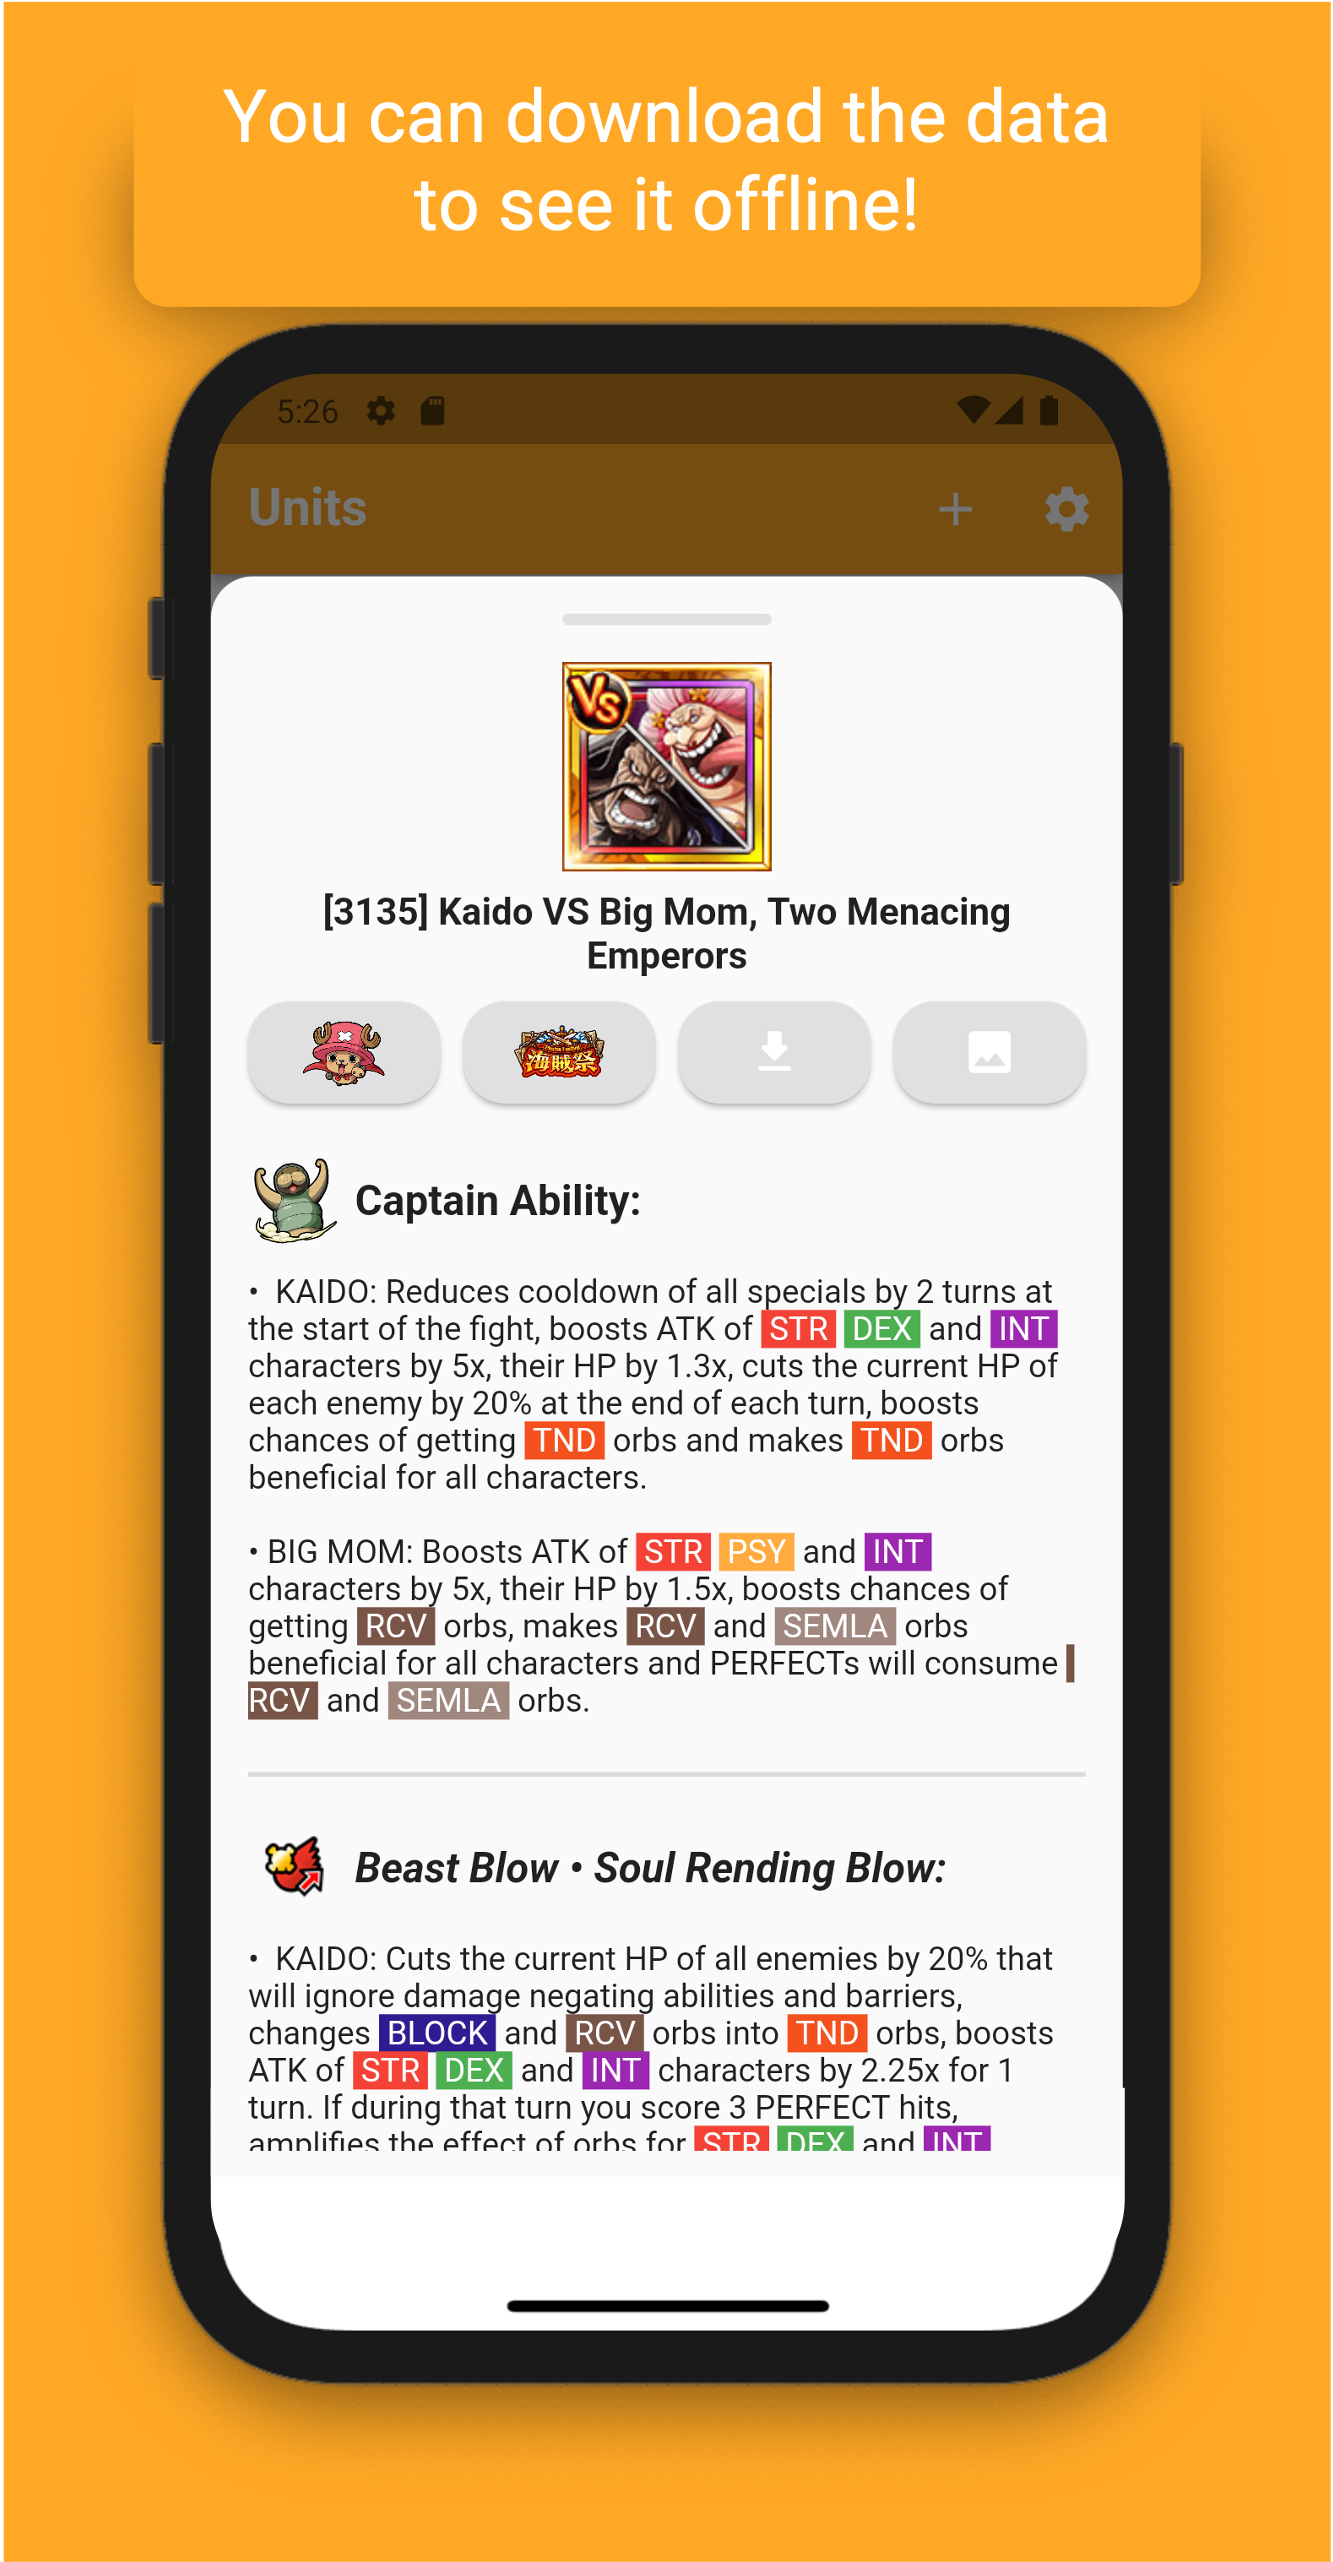 You can download the data
to see it offline!
5:26
Units
VS
[3135] Kaido VS Big Mom, Two Menacing
Emperors
海賊祭
Captain Ability:
• KAIDO: Reduces cooldown of all specials by 2 turns at
the start of the fight, boosts ATK of STR DEX and INT
characters by 5x, their HP by 1.3x, cuts the current HP of
each enemy by 20% at the end of each turn, boosts
chances of getting TND orbs and makes TND orbs
beneficial for all characters.
• BIG MOM: Boosts ATK of STR PSY and INT
characters by 5x, their HP by 1.5x, boosts chances of
getting RCV orbs, makes RCV and SEMLA orbs
beneficial for all characters and PERFECTs will consume
RCV and SEMLA orbs.
Beast Blow • Soul Rending Blow:
• KAIDO: Cuts the current HP of all enemies by 20% that
will ignore damage negating abilities and barriers,
changes BLOCK and RCV orbs into TND orbs, boosts
ATK of STR DEX and INT characters by 2.25x for 1
turn. If during that turn you score 3 PERFECT hits,
amplifies the effect of orbs for STR DEX and INT